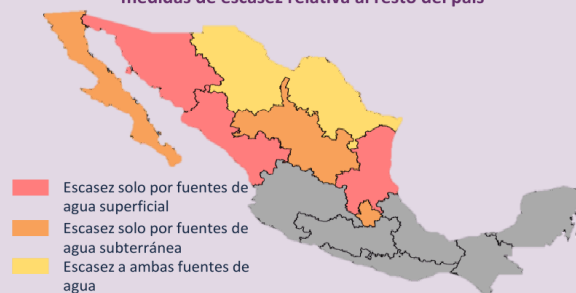 medidas de escasez relativa al resto del país
Escasez solo por fuentes de
agua superficial
Escasez solo por fuentes de
agua subterránea
Escasez a ambas fuentes de
agua